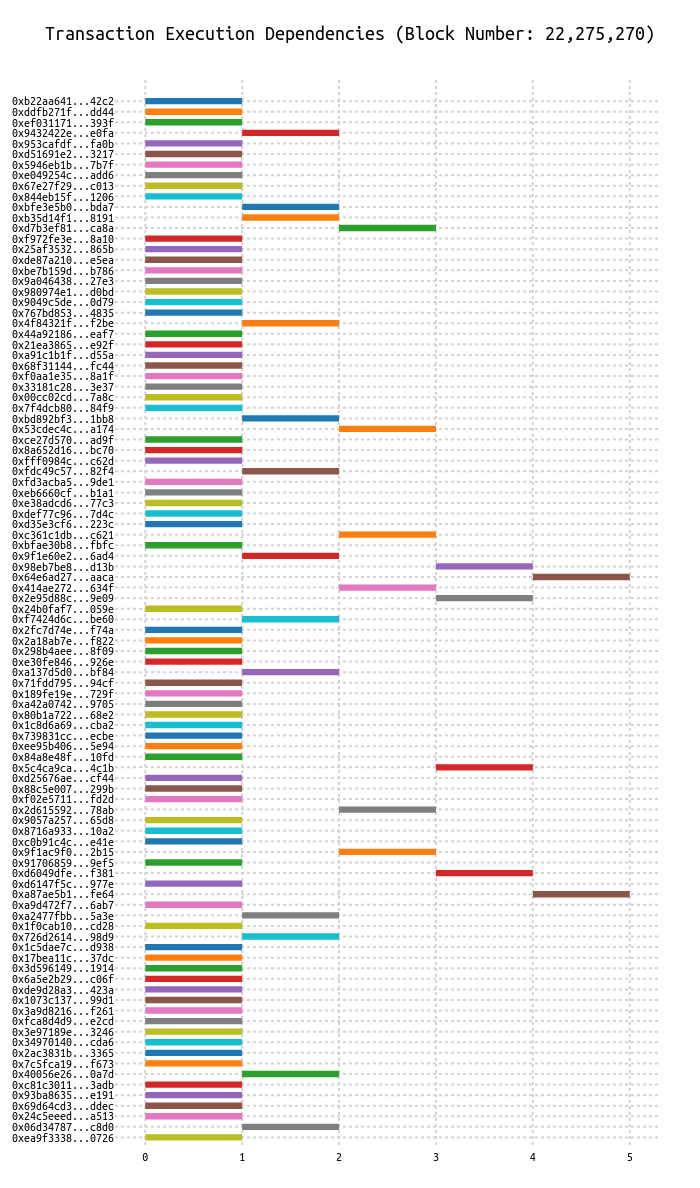 Transaction Execution Dependencies (Block Number: 22,275,270)
0xb22aa641...42c2
0xddfb271f...dd44
0xef031171...393f
0x9432422e...e0fa
0x953cafdf...fa0b
0xd51691e2...3217
0x5946eb1b...7b7f
0xe049254c...add6
0x67e27f29...c013
0x844eb15f...1206
0xbfe3e5b0...bda7
0xb35d14f1...8191
0xd7b3ef81...ca8a
0xf972fe3e...8a10
0x25af3532...865b
0xde87a210...e5ea
0xbe7b159d...b786
0x9a046438...27e3
0x980974e1...d0bd
0x9049c5de...0d79
0x767bd853...4835
0x4f84321f...f2be
0x44a92186...eaf7
0x21ea3865...e92f
0xa91c1b1f...d55a
0x68f31144...fc44
0xf0aa1e35...8a1f
0x33181c28...3e37
0x00cc02cd...7a8c
0x7f4dcb80...84f9
0xbd892bf3...1bb8
0x53cdec4c...a174
0xce27d570...ad9f
0x8a652d16...bc70
0xfff0984c...c62d
0xfdc49c57...82f4
0xfd3acba5...9de1
0xeb6660cf...b1a1
0xe38adcd6...77c3
0xdef77c96...7d4c
0xd35e3cf6...223c
0xc361c1db...c621
0xbfae30b8...fbfc
0x9f1e60e2...6ad4
0x98eb7be8...d13b
0x64e6ad27...aaca
0x414ae272...634f
0x2e95d88c...9e09
0x24b0faf7...059e
0xf7424d6c...be60
0x2fc7d74e...f74a
0x2a18ab7e...f822
0x298b4aee...8f09
0xe30fe846...926e
0xa137d5d0...bf84
0x71fdd795...94cf
0x189fe19e...729f
0xa42a0742...9705
0x80b1a722...68e2
0x1c8d6a69...cba2
0x739831cc...ecbe
0xee95b406...5e94
0x84a8e48f...10fd
0x5c4ca9ca...4c1b
0xd25676ae...cf44
0x88c5e007...299b
0xf02e5711...fd2d
0x2d615592...78ab
0x9057a257...65d8
0x8716a933...10a2
0xc0b91c4c...e41e
0x9f1ac9f0...2b15
0x91706859...9ef5
0xd6049dfe...f381
0xd6147f5c...977e
0xa87ae5b1...fe64
0xa9d472f7...6ab7
0xa2477fbb...5a3e
0x1f0cab10...cd28
0x726d2614...98d9
0x1c5dae7c...d938
0x17bea11c...37dc
0x3d596149...1914
0x6a5e2b29...c06f
0xde9d28a3...423a
0x1073c137...99d1
0x3a9d8216...f261
0xfca8d4d9...e2cd
0x3e97189e...3246
0x34970140...cda6
0x2ac3831b...3365
0x7c5fca19...f673
0x40056e26...0a7d
0xc81c3011...3adb
0x93ba8635...e191
0x69d64cd3...ddec
0x24c5eeed...a513
0x06d34787...c8d0
0xea9f3338...0726
0 1 2 3 4 5